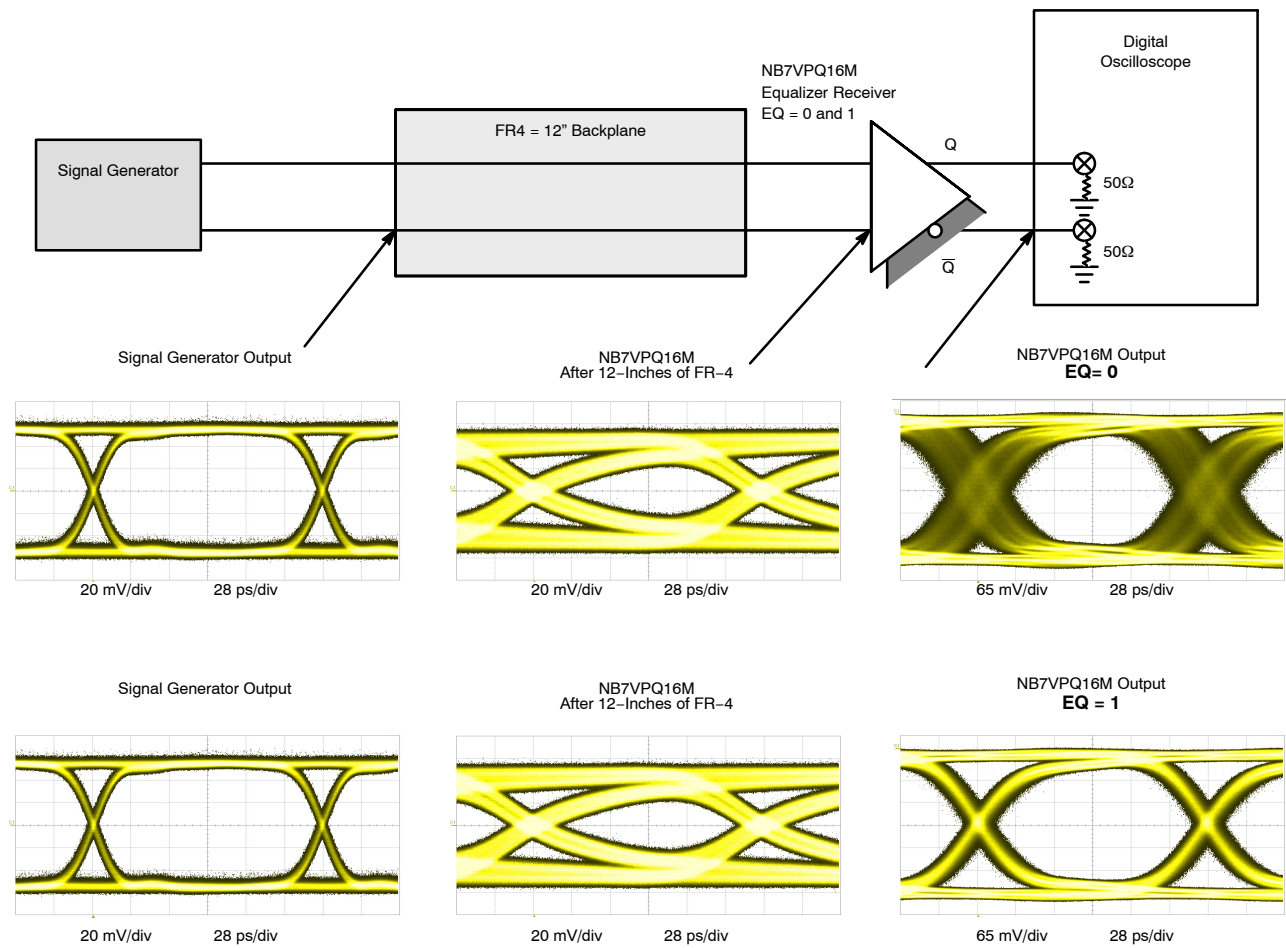 Digital
Oscilloscope
NB7VPQ16M
Equalizer Receiver
EQ = 0 and 1
FR4 = 12” Backplane
Signal Generator
Q
50Ω
50Ω
Q̅
Signal Generator Output
NB7VPQ16M
After 12−Inches of FR−4
NB7VPQ16M Output
EQ= 0
20 mV/div 28 ps/div
20 mV/div 28 ps/div
65 mV/div 28 ps/div
Signal Generator Output
NB7VPQ16M
After 12−Inches of FR−4
NB7VPQ16M Output
EQ = 1
20 mV/div 28 ps/div
20 mV/div 28 ps/div
65 mV/div 28 ps/div